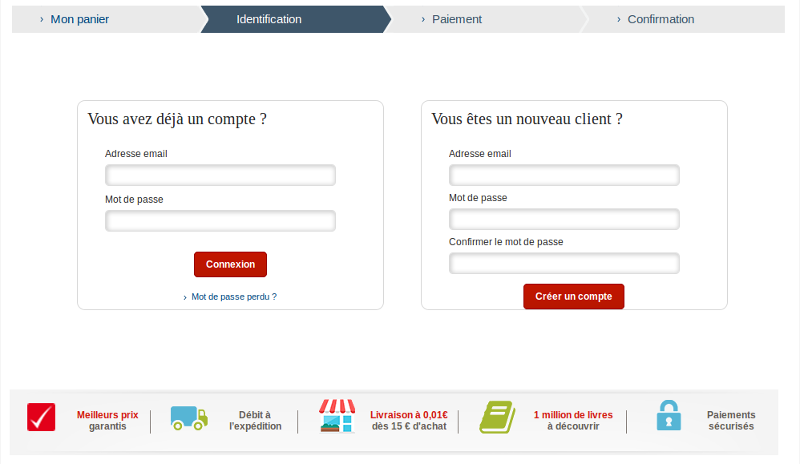 › Mon panier
Identification
› Paiement
› Confirmation
Vous avez déjà un compte ?
Adresse email
Mot de passe
Connexion
› Mot de passe perdu ?
Vous êtes un nouveau client ?
Adresse email
Mot de passe
Confirmer le mot de passe
Créer un compte
Meilleurs prix
garantis
Débit à
l'expédition
Livraison à 0,01€
dès 15 € d'achat
1 million de livres
à découvrir
Paiements
sécurisés